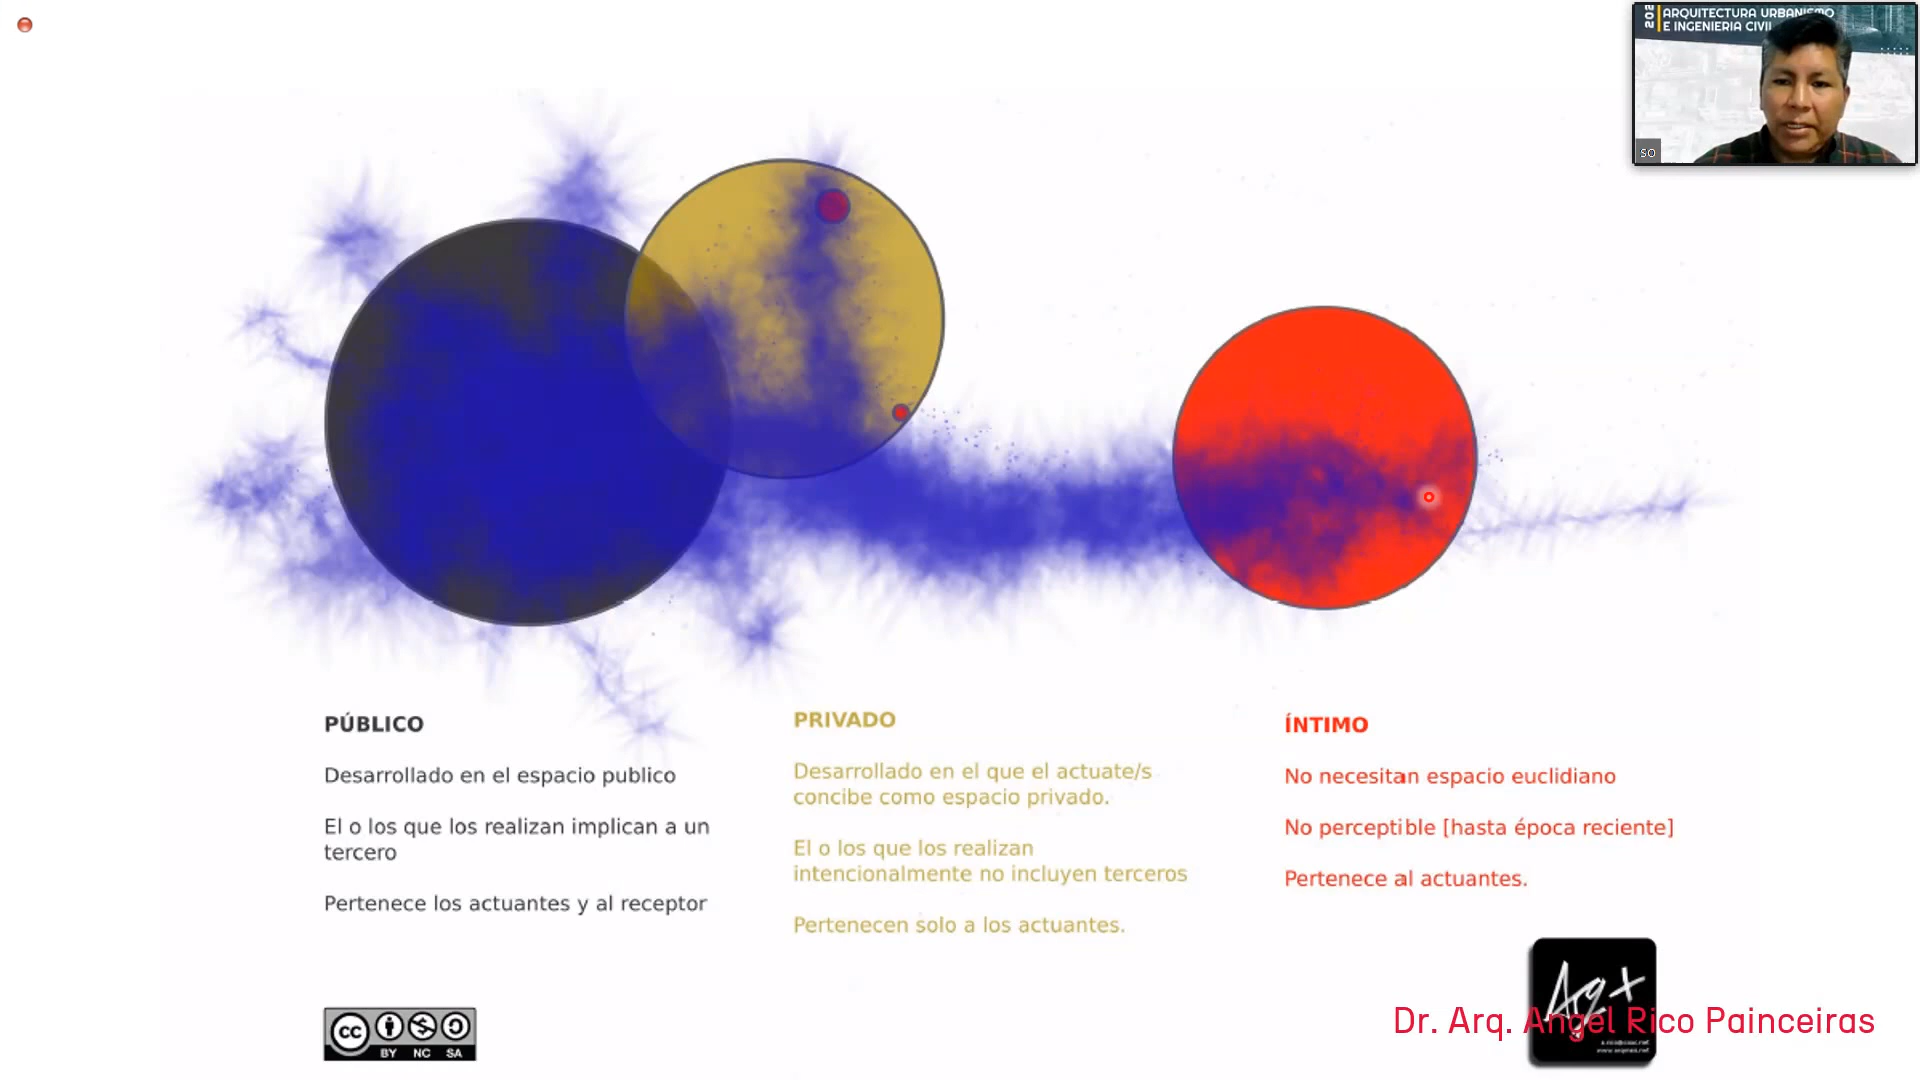 202
ARQUITECTURA URBANISMO
E INGENIERIA CIVIL
SO
PÚBLICO
Desarrollado en el espacio publico
El o los que los realizan implican a un
tercero
Pertenece los actuantes y al receptor
PRIVADO
Desarrollado en el que el actuate/s
concibe como espacio privado.
El o los que los realizan
intencionalmente no incluyen terceros
Pertenecen solo a los actuantes.
ÍNTIMO
No necesitan espacio euclidiano
No perceptible [hasta época reciente]
Pertenece al actuantes.
cc
BY NC SA
Arq+
Dr. Arq. Angel Rico Painceiras